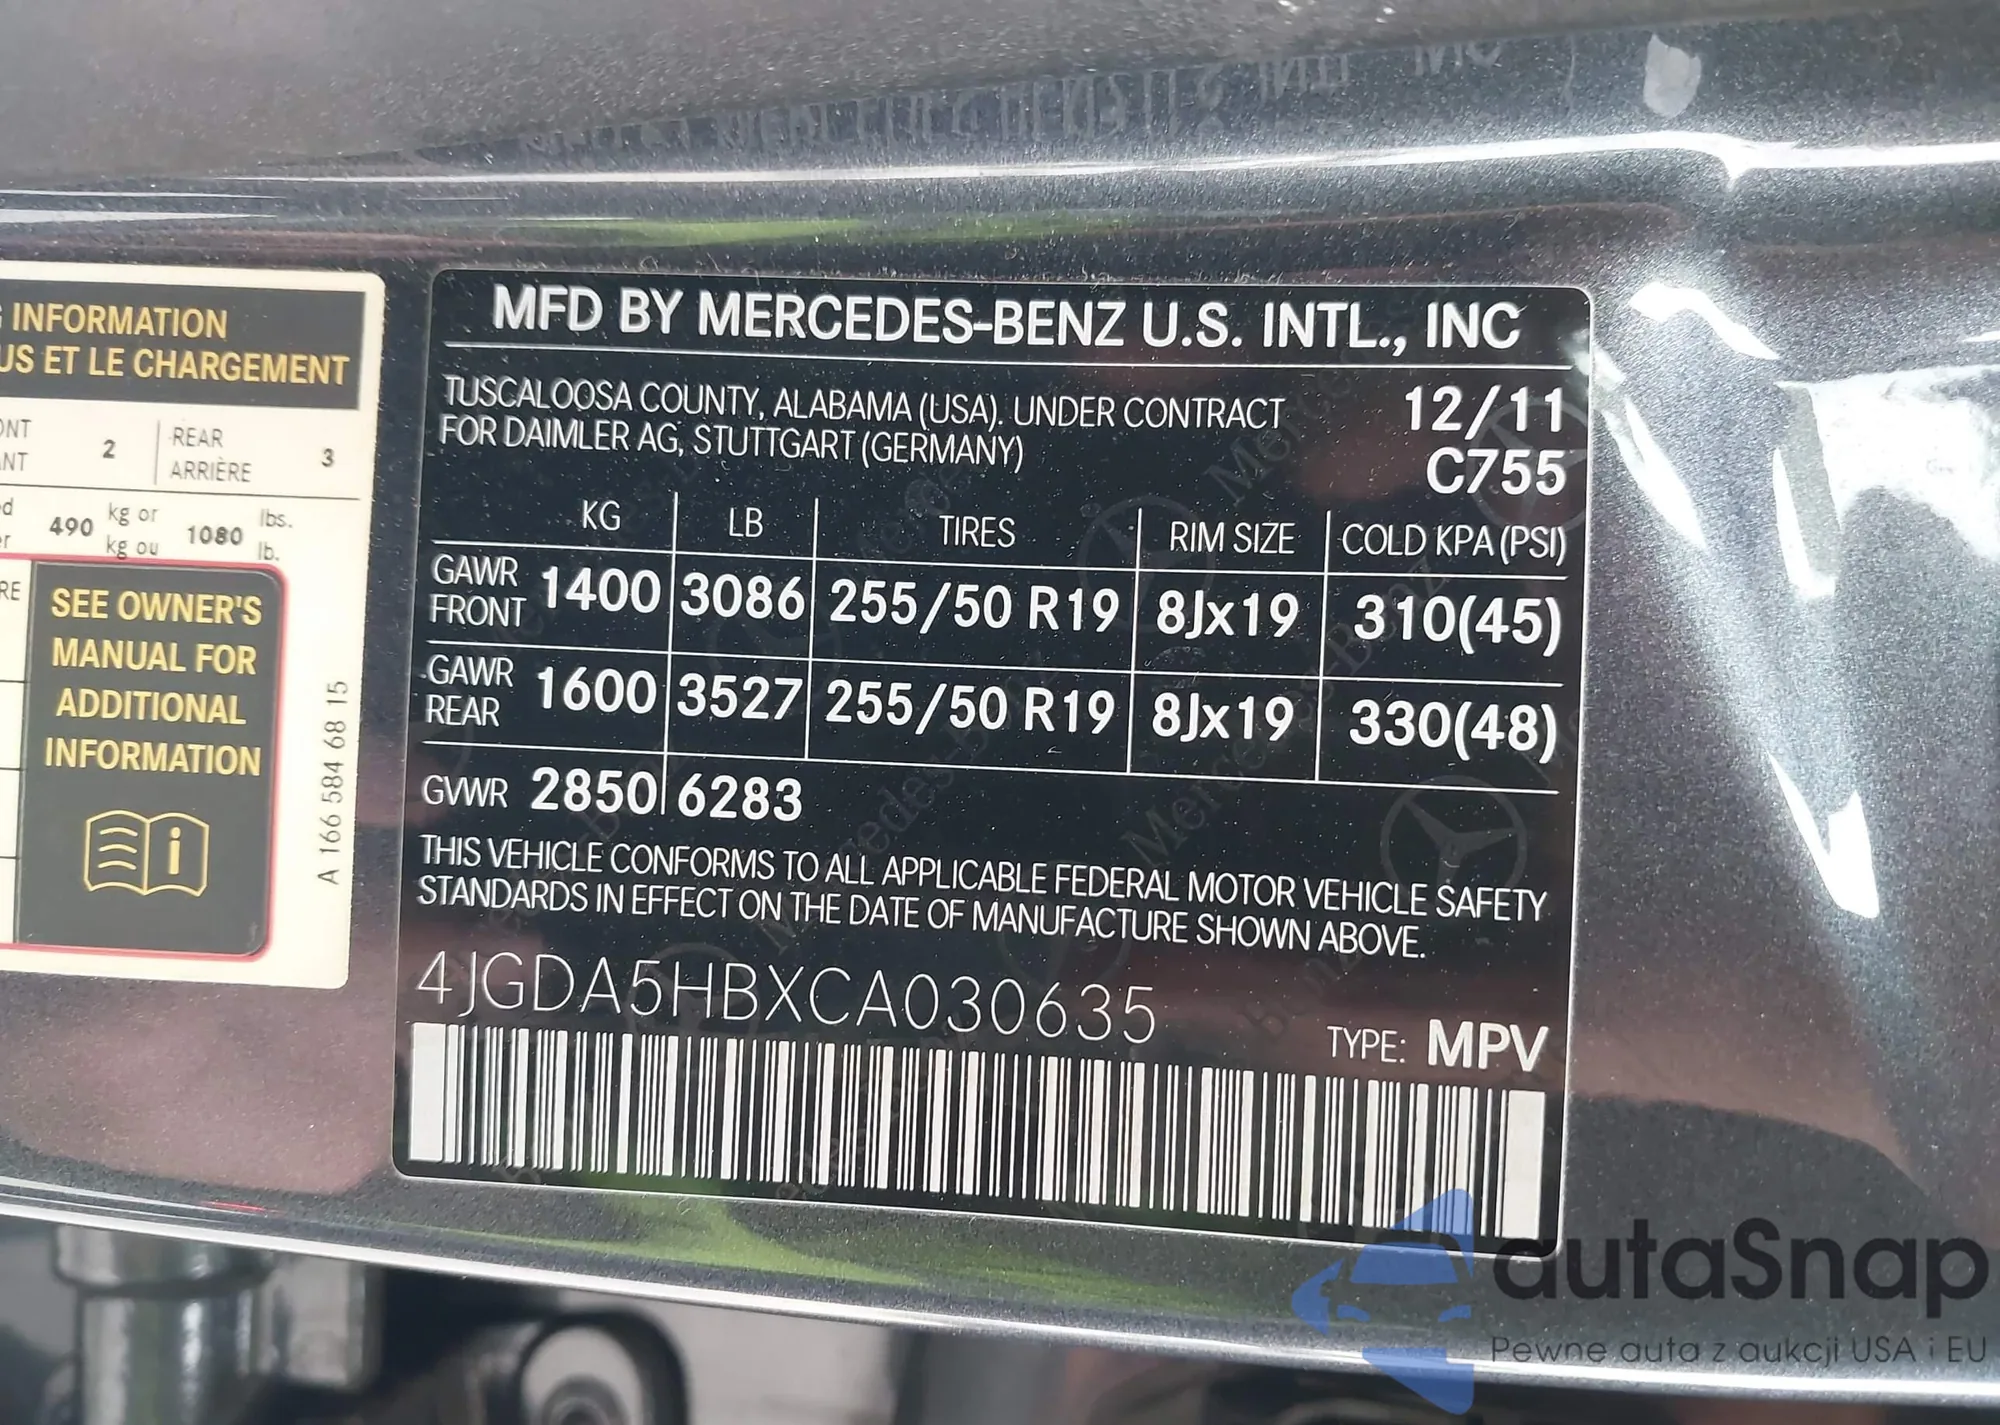 INFORMATION
US ET LE CHARGEMENT
2
REAR
ARRIÈRE
3
490
kg or
kg ou
1080
lbs.
lb.
SEE OWNER'S
MANUAL FOR
ADDITIONAL
INFORMATION
A 166 584 68 15
MFD BY MERCEDES-BENZ U.S. INTL., INC
TUSCALOOSA COUNTY, ALABAMA (USA). UNDER CONTRACT
FOR DAIMLER AG, STUTTGART (GERMANY)
12/11
C755
KG LB TIRES RIM SIZE COLD KPA (PSI)
GAWR
FRONT
1400 3086 255/50 R19 8Jx19 310(45)
GAWR
REAR
1600 3527 255/50 R19 8Jx19 330(48)
GVWR 2850 6283
THIS VEHICLE CONFORMS TO ALL APPLICABLE FEDERAL MOTOR VEHICLE SAFETY
STANDARDS IN EFFECT ON THE DATE OF MANUFACTURE SHOWN ABOVE.
4JGDA5HBXCA030635
TYPE: MPV
autaSnap
Pewne auta z aukcji USA i EU